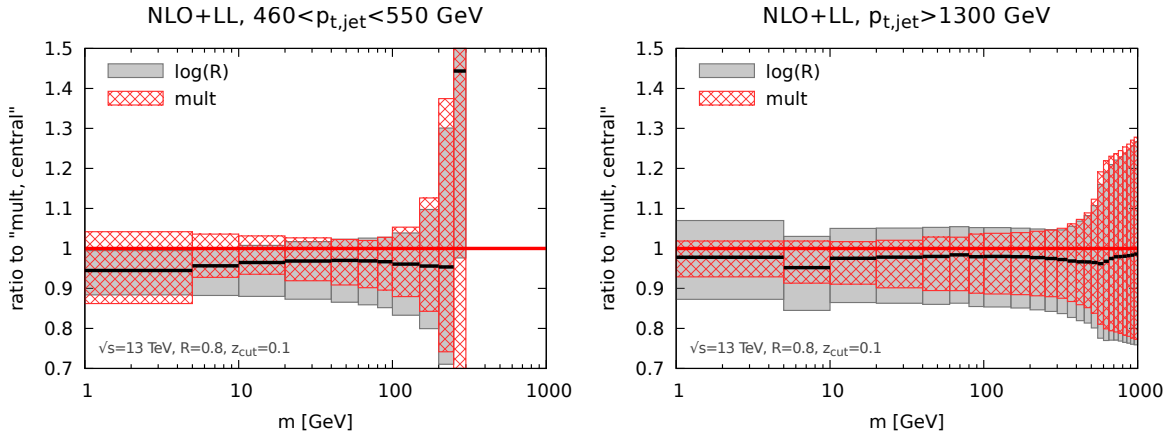 NLO+LL, 460<p_t,jet<550 GeV
ratio to "mult, central"
1.5
1.4
1.3
1.2
1.1
1
0.9
0.8
0.7
log(R)
mult
√s=13 TeV, R=0.8, z_cut=0.1
1 10 100 1000
m [GeV]
NLO+LL, p_t,jet>1300 GeV
ratio to "mult, central"
1.5
1.4
1.3
1.2
1.1
1
0.9
0.8
0.7
log(R)
mult
√s=13 TeV, R=0.8, z_cut=0.1
1 10 100 1000
m [GeV]